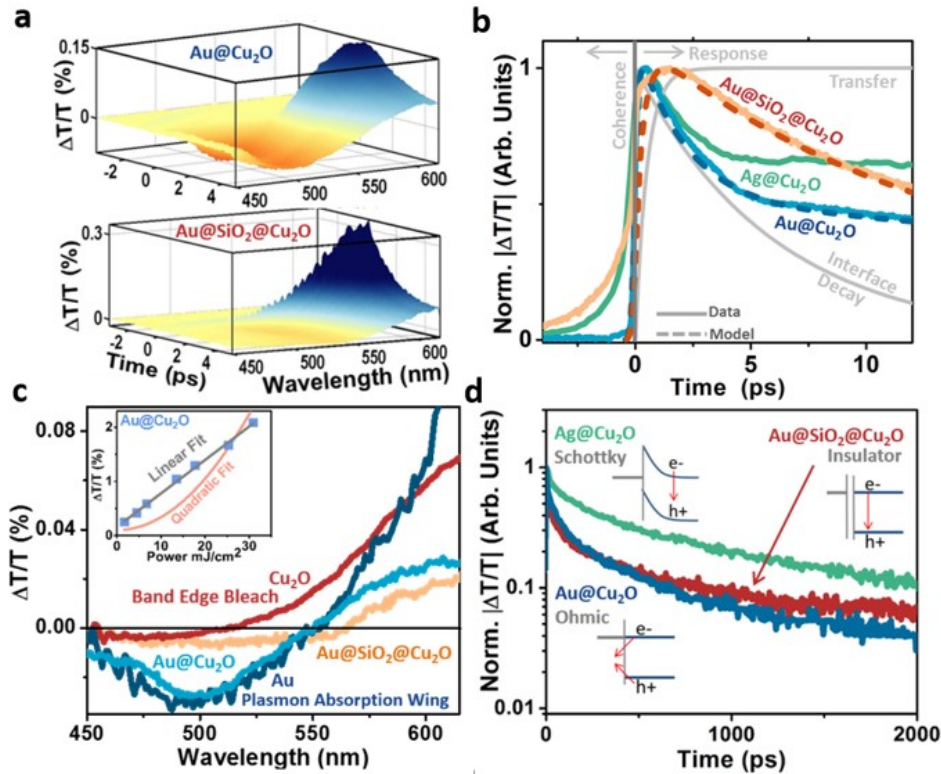 a
Au@Cu₂O
0.15
0
ΔT/T (%)
-2
0
2
4
450
500
550
600
Au@SiO₂@Cu₂O
0.3
0
ΔT/T (%)
-2
0
2
4
450
500
550
600
Time (ps)
Wavelength (nm)
b
Norm. |ΔT/T| (Arb. Units)
1
0
Coherence
Response
Transfer
Au@SiO₂@Cu₂O
Ag@Cu₂O
Au@Cu₂O
Interface
Decay
Data
Model
0
5
10
Time (ps)
c
ΔT/T (%)
0.08
0.04
0.00
Au@Cu₂O
ΔT/T (%)
2
1
0
Linear Fit
Quadratic Fit
0
10
20
30
Power mJ/cm²
Cu₂O
Band Edge Bleach
Au@Cu₂O
Au@SiO₂@Cu₂O
Au
Plasmon Absorption Wing
450
500
550
600
Wavelength (nm)
d
Norm. |ΔT/T| (Arb. Units)
1
0.1
0.01
Ag@Cu₂O
Schottky
e-
h+
Au@SiO₂@Cu₂O
Insulator
e-
h+
Au@Cu₂O
Ohmic
e-
h+
0
1000
2000
Time (ps)